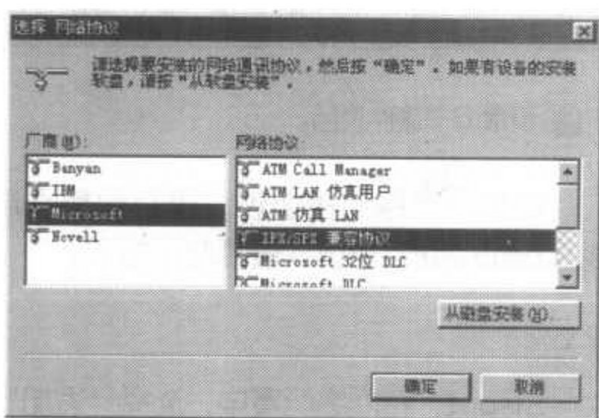 选择 网络协议
请选择要安装的网络通讯协议，然后按“确定”。如果有设备的安装
软盘，请按“从软盘安装”。
厂商(M):
网络协议
Banyan
IBM
Microsoft
Novell
ATM Call Manager
ATM LAN 仿真用户
ATM 仿真 LAN
IPX/SPX 兼容协议
Microsoft 32位 DLC
Microsoft DLC
从磁盘安装(H)...
确定
取消